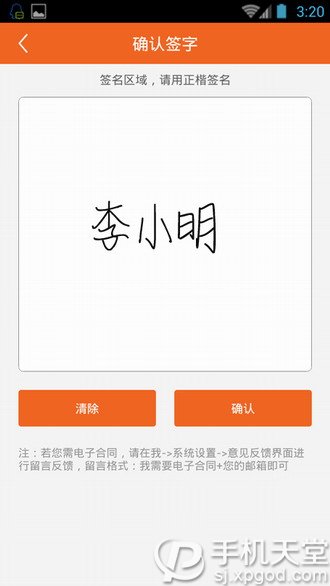 3:20
确认签字
签名区域，请用正楷签名
李小明
清除
确认
注：若您需电子合同，请在我->系统设置->意见反馈界面进
行留言反馈，留言格式：我需要电子合同+您的邮箱即可
手机天堂
sj.xpgod.com